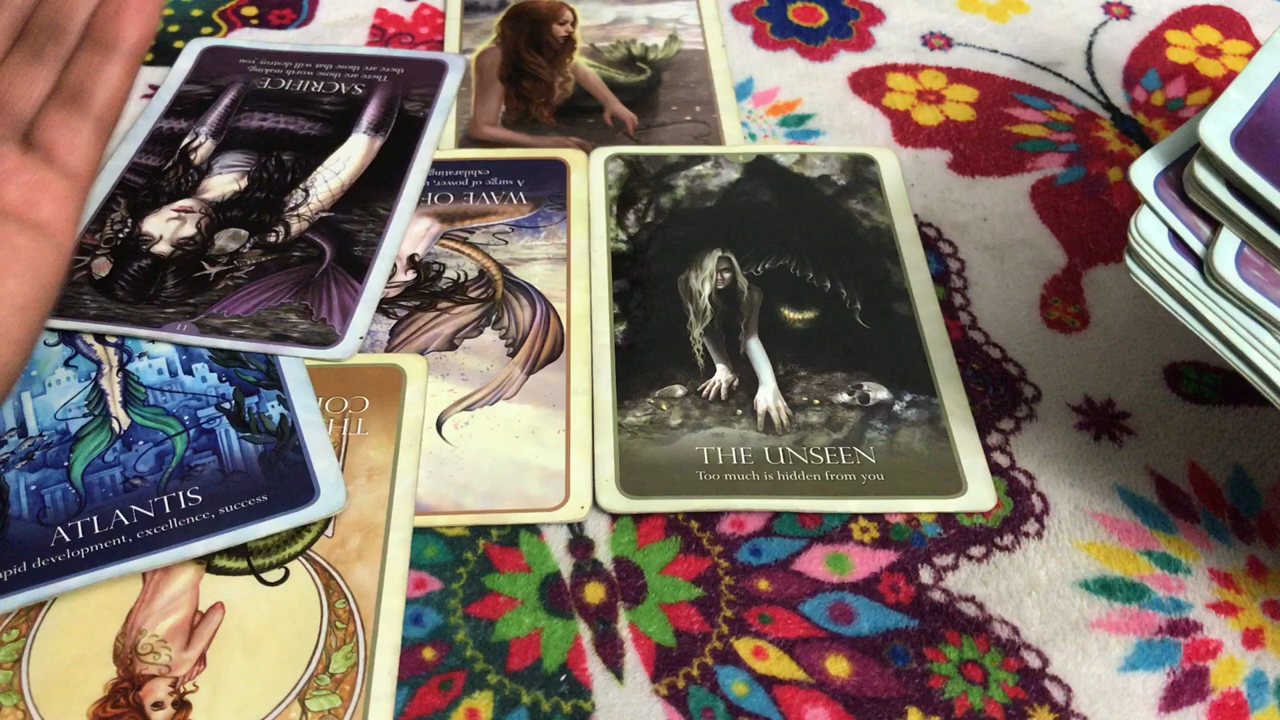 SACRIFICE
There are those worth making,
there are those that will destroy you
11
WAVE OF
A surge of power,
exhilarating
THE UNSEEN
Too much is hidden from you
ATLANTIS
development, excellence, success